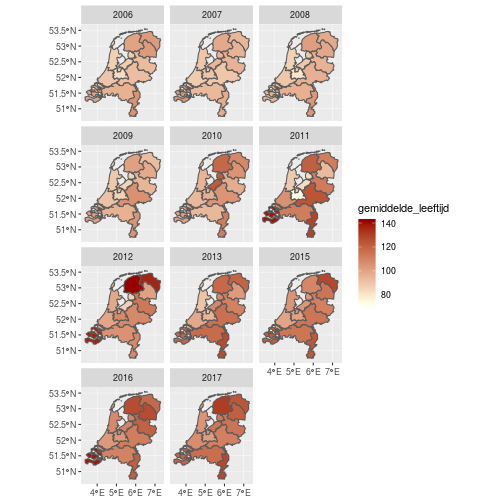 2006 2007 2008
53.5°N
53°N
52.5°N
52°N
51.5°N
51°N
2009 2010 2011
53.5°N
53°N
52.5°N
52°N
51.5°N
51°N
gemiddelde_leeftijd
140
120
100
80
2012 2013 2015
53.5°N
53°N
52.5°N
52°N
51.5°N
51°N
4°E 5°E 6°E 7°E
2016 2017
53.5°N
53°N
52.5°N
52°N
51.5°N
51°N
4°E 5°E 6°E 7°E 4°E 5°E 6°E 7°E